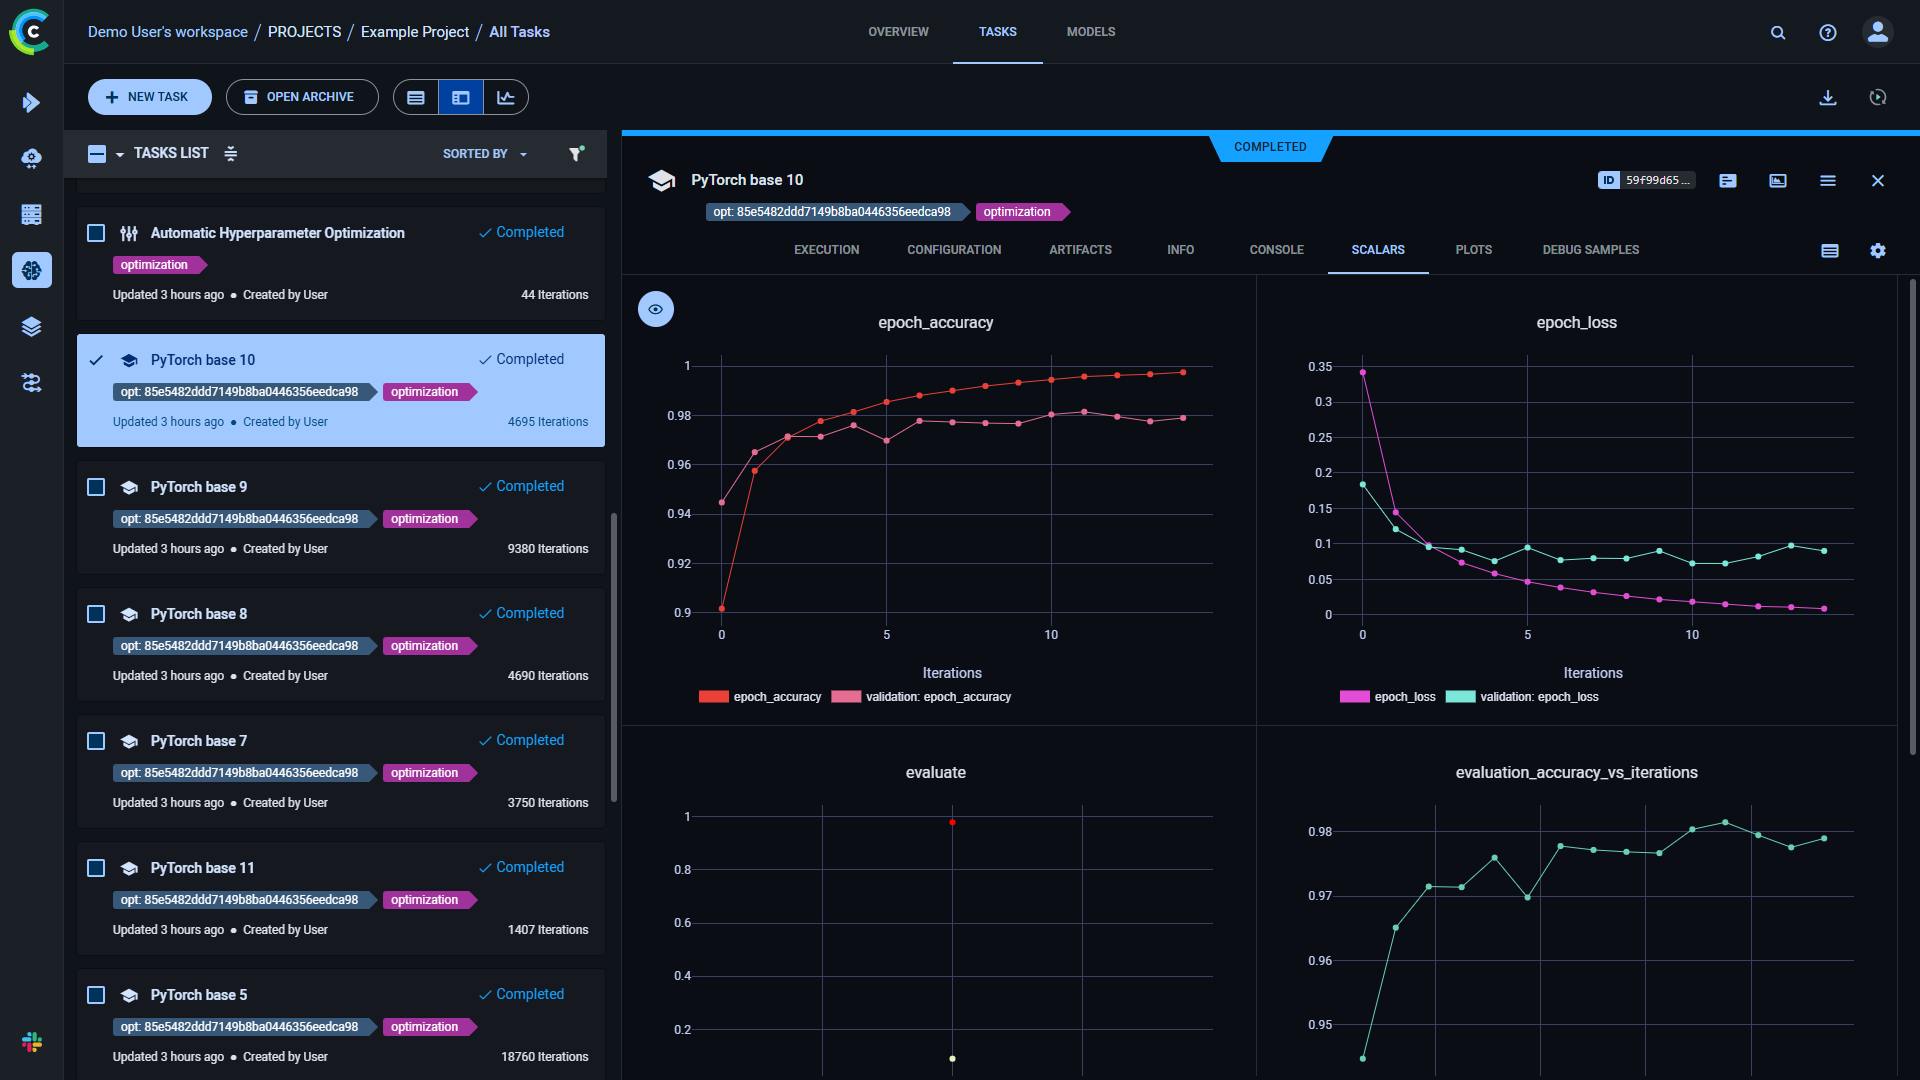 Demo User's workspace / PROJECTS / Example Project / All Tasks
OVERVIEW TASKS MODELS
NEW TASK OPEN ARCHIVE
TASKS LIST SORTED BY
Automatic Hyperparameter Optimization Completed
optimization
Updated 3 hours ago • Created by User 44 Iterations
PyTorch base 10 Completed
opt: 85e5482ddd7149b8ba0446356eedca98 optimization
Updated 3 hours ago • Created by User 4695 Iterations
PyTorch base 9 Completed
opt: 85e5482ddd7149b8ba0446356eedca98 optimization
Updated 3 hours ago • Created by User 9380 Iterations
PyTorch base 8 Completed
opt: 85e5482ddd7149b8ba0446356eedca98 optimization
Updated 3 hours ago • Created by User 4690 Iterations
PyTorch base 7 Completed
opt: 85e5482ddd7149b8ba0446356eedca98 optimization
Updated 3 hours ago • Created by User 3750 Iterations
PyTorch base 11 Completed
opt: 85e5482ddd7149b8ba0446356eedca98 optimization
Updated 3 hours ago • Created by User 1407 Iterations
PyTorch base 5 Completed
opt: 85e5482ddd7149b8ba0446356eedca98 optimization
Updated 3 hours ago • Created by User 18760 Iterations
COMPLETED
PyTorch base 10 ID 59f99d65 ...
opt: 85e5482ddd7149b8ba0446356eedca98 optimization
EXECUTION CONFIGURATION ARTIFACTS INFO CONSOLE SCALARS PLOTS DEBUG SAMPLES
epoch_accuracy
1
0.98
0.96
0.94
0.92
0.9
0 5 10
Iterations
epoch_accuracy validation: epoch_accuracy
epoch_loss
0.35
0.3
0.25
0.2
0.15
0.1
0.05
0
0 5 10
Iterations
epoch_loss validation: epoch_loss
evaluate
1
0.8
0.6
0.4
0.2
evaluation_accuracy_vs_iterations
0.98
0.97
0.96
0.95